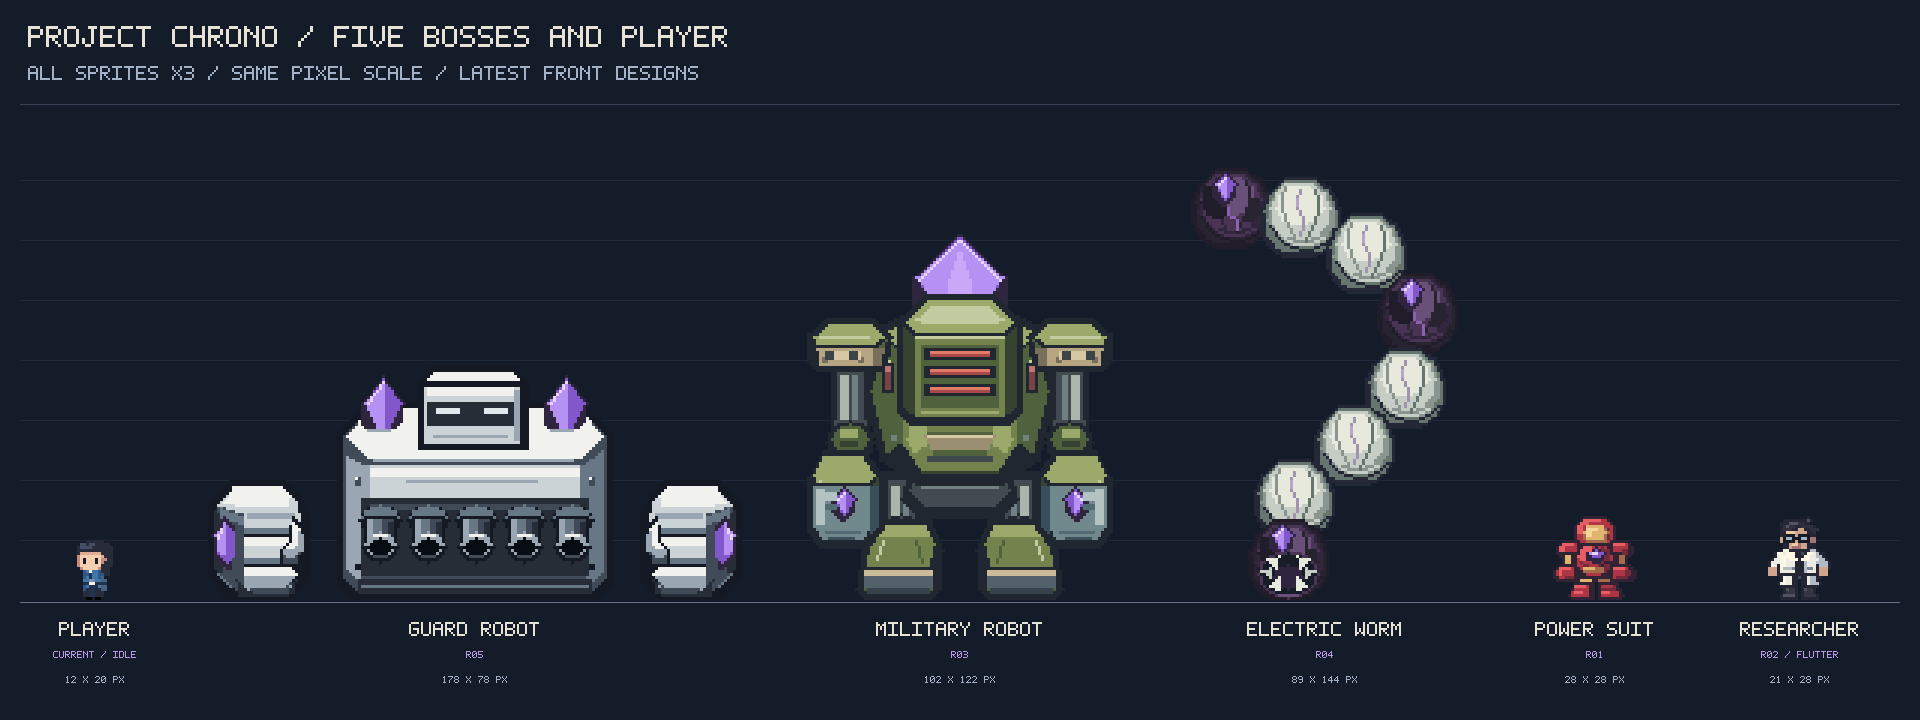 PROJECT CHRONO / FIVE BOSSES AND PLAYER
ALL SPRITES X3 / SAME PIXEL SCALE / LATEST FRONT DESIGNS
PLAYER
CURRENT / IDLE
12 X 20 PX
GUARD ROBOT
R05
178 X 78 PX
MILITARY ROBOT
R03
102 X 122 PX
ELECTRIC WORM
R04
89 X 144 PX
POWER SUIT
R01
28 X 28 PX
RESEARCHER
R02 / FLUTTER
21 X 28 PX